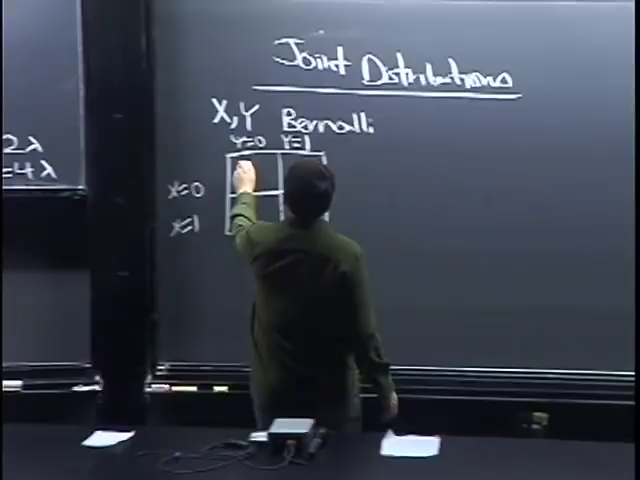 Joint Distributions
X,Y Bernoulli
Y=0 Y=1
X=0
X=1
2λ
=4λ